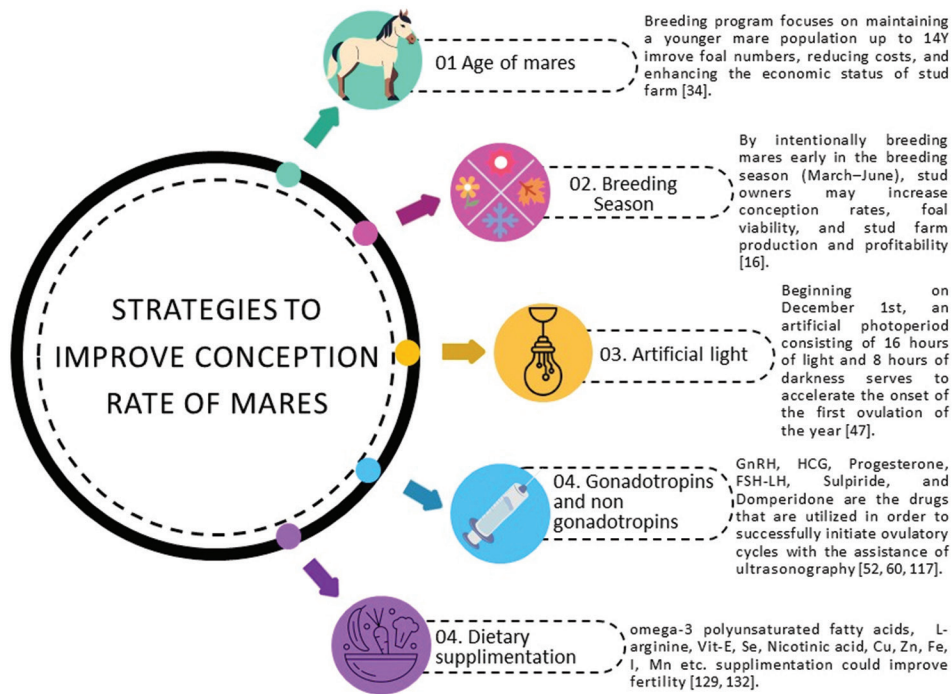 STRATEGIES TO
IMPROVE CONCEPTION
RATE OF MARES
01 Age of mares
Breeding program focuses on maintaining
a younger mare population up to 14Y
improve foal numbers, reducing costs, and
enhancing the economic status of stud
farm [34].
02. Breeding
Season
By intentionally breeding
mares early in the breeding
season (March–June), stud
owners may increase
conception rates, foal
viability, and stud farm
production and profitability
[16].
03. Artificial light
Beginning on
December 1st, an
artificial photoperiod
consisting of 16 hours
of light and 8 hours of
darkness serves to
accelerate the onset of
the first ovulation of
the year [47].
04. Gonadotropins
and non
gonadotropins
GnRH, HCG, Progesterone,
FSH-LH, Sulpiride, and
Domperidone are the drugs
that are utilized in order to
successfully initiate ovulatory
cycles with the assistance of
ultrasonography [52, 60, 117].
04. Dietary
supplimentation
omega-3 polyunsaturated fatty acids, L-
arginine, Vit-E, Se, Nicotinic acid, Cu, Zn, Fe,
I, Mn etc. supplimentation could improve
fertility [129, 132].